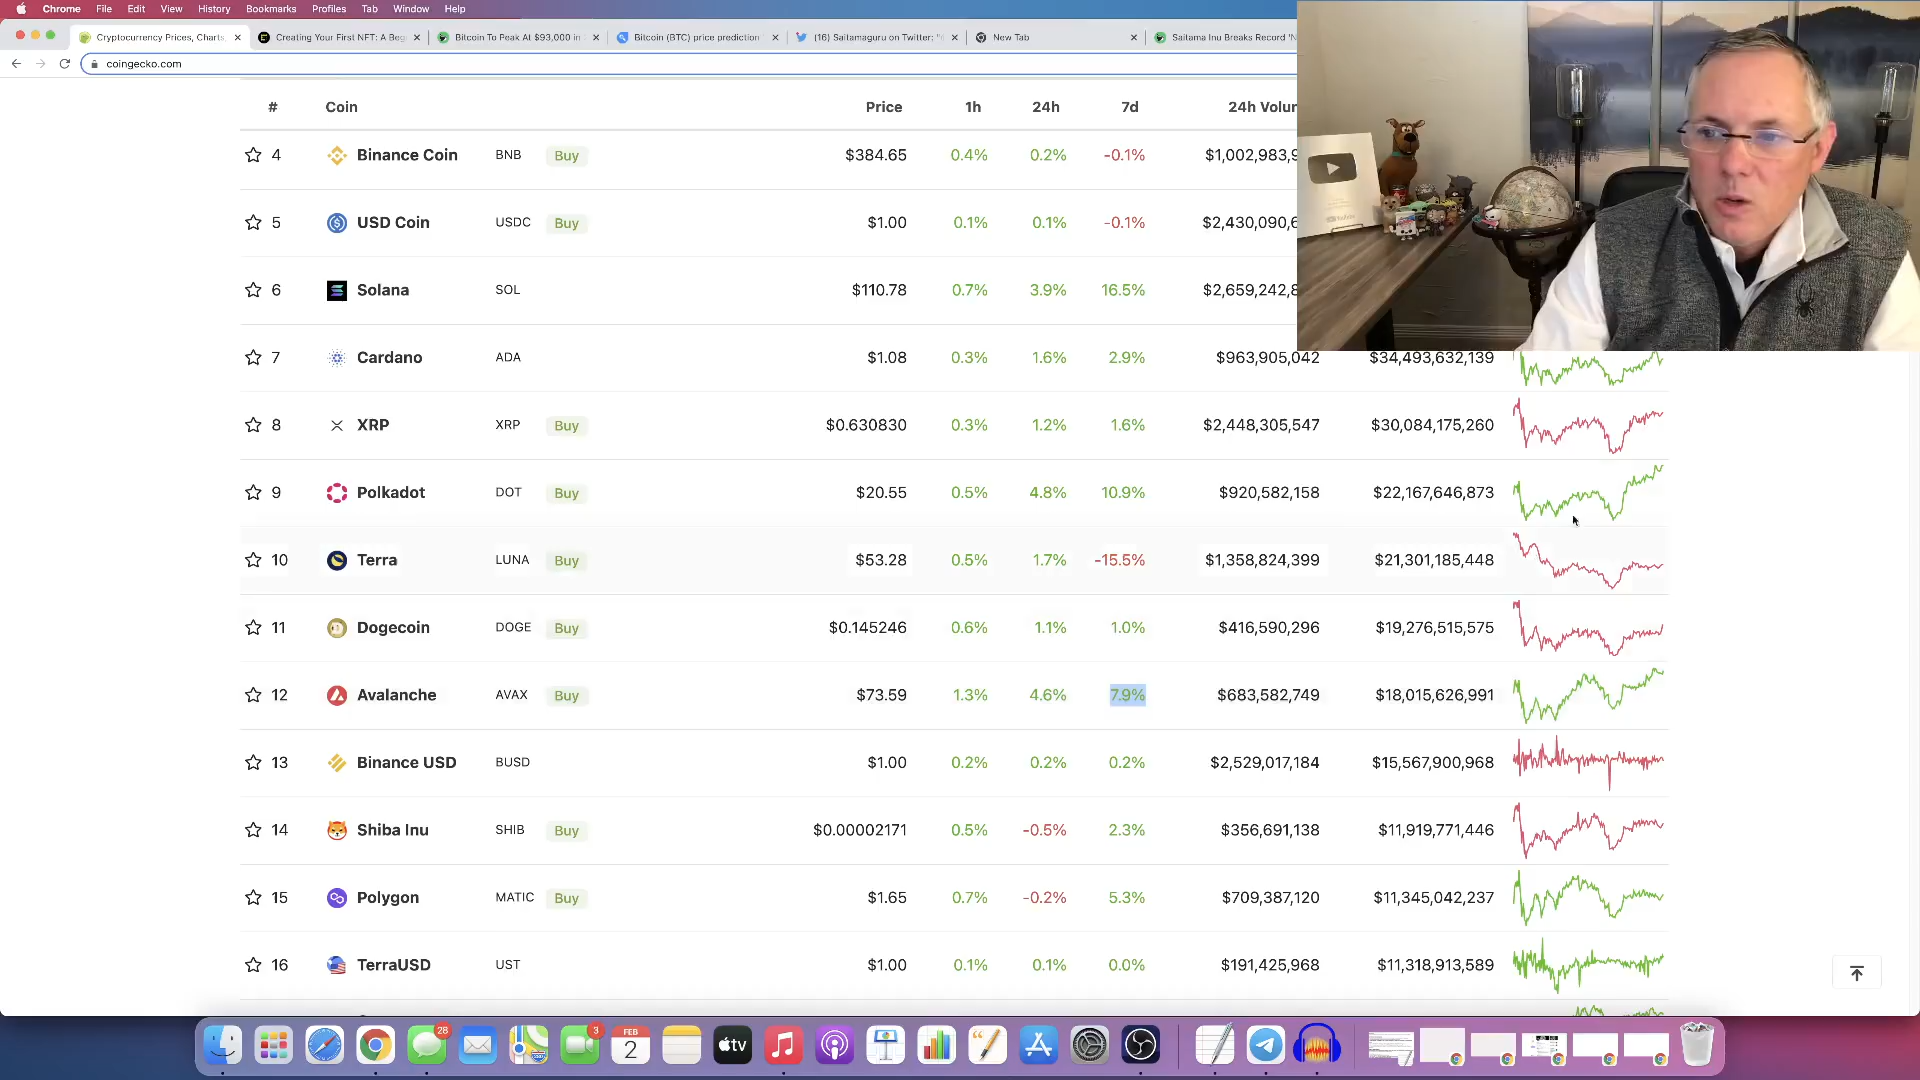 Chrome File Edit View History Bookmarks Profiles Tab Window Help
Cryptocurrency Prices, Charts Creating Your First NFT: A Beg Bitcoin To Peak At $93,000 in Bitcoin (BTC) price prediction (16) Saitamaguru on Twitter: " New Tab Saitama Inu Breaks Record "N
coingecko.com
# Coin Price 1h 24h 7d 24h Volum
4 Binance Coin BNB Buy $384.65 0.4% 0.2% -0.1% $1,002,983,9
5 USD Coin USDC Buy $1.00 0.1% 0.1% -0.1% $2,430,090,6
6 Solana SOL $110.78 0.7% 3.9% 16.5% $2,659,242,8
7 Cardano ADA $1.08 0.3% 1.6% 2.9% $963,905,042 $34,493,632,139
8 XRP XRP Buy $0.630830 0.3% 1.2% 1.6% $2,448,305,547 $30,084,175,260
9 Polkadot DOT Buy $20.55 0.5% 4.8% 10.9% $920,582,158 $22,167,646,873
10 Terra LUNA Buy $53.28 0.5% 1.7% -15.5% $1,358,824,399 $21,301,185,448
11 Dogecoin DOGE Buy $0.145246 0.6% 1.1% 1.0% $416,590,296 $19,276,515,575
12 Avalanche AVAX Buy $73.59 1.3% 4.6% 7.9% $683,582,749 $18,015,626,991
13 Binance USD BUSD $1.00 0.2% 0.2% 0.2% $2,529,017,184 $15,567,900,968
14 Shiba Inu SHIB Buy $0.00002171 0.5% -0.5% 2.3% $356,691,138 $11,919,771,446
15 Polygon MATIC Buy $1.65 0.7% -0.2% 5.3% $709,387,120 $11,345,042,237
16 TerraUSD UST $1.00 0.1% 0.1% 0.0% $191,425,968 $11,318,913,589
28 3 FEB
2 tv